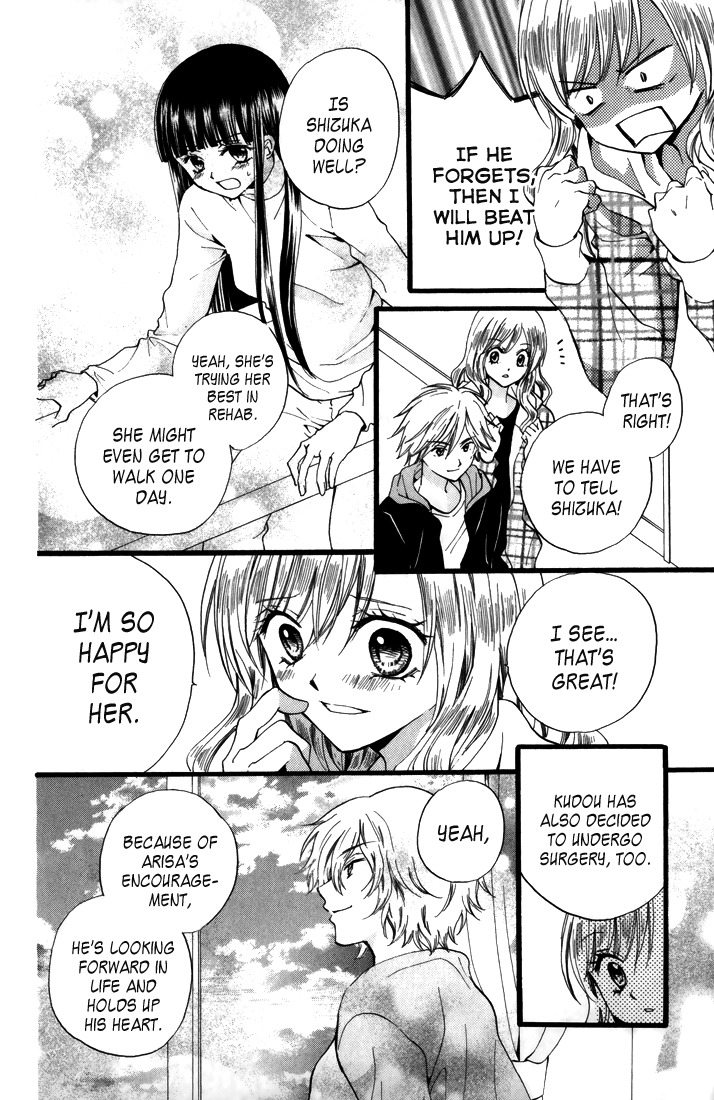 IF HE
FORGETS,
THEN I
WILL BEAT
HIM UP!
THAT'S
RIGHT!
WE HAVE
TO TELL
SHIZUKA!
IS
SHIZUKA
DOING
WELL?
YEAH, SHE'S
TRYING HER
BEST IN
REHAB.
SHE MIGHT
EVEN GET TO
WALK ONE
DAY.
I SEE...
THAT'S
GREAT!
I'M SO
HAPPY
FOR
HER.
KUDOU HAS
ALSO DECIDED
TO UNDERGO
SURGERY, TOO.
YEAH,
BECAUSE OF
ARISA'S
ENCOURAGE-
MENT,
HE'S LOOKING
FORWARD IN
LIFE AND
HOLDS UP
HIS HEART.